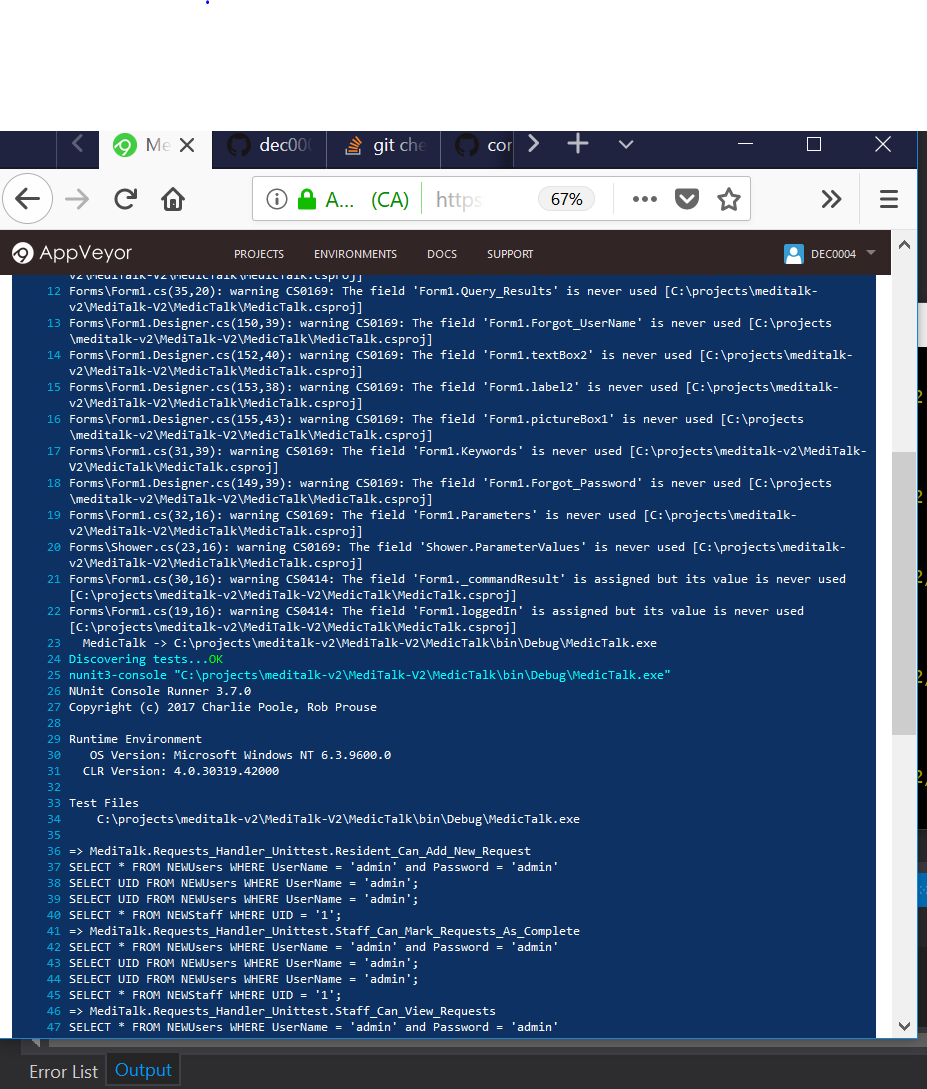 Me
dec00
git che
cor
A... (CA)
https
67%
AppVeyor
PROJECTS
ENVIRONMENTS
DOCS
SUPPORT
DEC0004
v2\MediTalk-V2\MedicTalk\MedicTalk.csproj]
12 Forms\Form1.cs(35,20): warning CS0169: The field 'Form1.Query_Results' is never used [C:\projects\meditalk-
v2\MediTalk-V2\MedicTalk\MedicTalk.csproj]
13 Forms\Form1.Designer.cs(150,39): warning CS0169: The field 'Form1.Forgot_UserName' is never used [C:\projects
\meditalk-v2\MediTalk-V2\MedicTalk\MedicTalk.csproj]
14 Forms\Form1.Designer.cs(152,40): warning CS0169: The field 'Form1.textBox2' is never used [C:\projects\meditalk-
v2\MediTalk-V2\MedicTalk\MedicTalk.csproj]
15 Forms\Form1.Designer.cs(153,38): warning CS0169: The field 'Form1.label2' is never used [C:\projects\meditalk-
v2\MediTalk-V2\MedicTalk\MedicTalk.csproj]
16 Forms\Form1.Designer.cs(155,43): warning CS0169: The field 'Form1.pictureBox1' is never used [C:\projects
\meditalk-v2\MediTalk-V2\MedicTalk\MedicTalk.csproj]
17 Forms\Form1.cs(31,39): warning CS0169: The field 'Form1.Keywords' is never used [C:\projects\meditalk-v2\MediTalk-
V2\MedicTalk\MedicTalk.csproj]
18 Forms\Form1.Designer.cs(149,39): warning CS0169: The field 'Form1.Forgot_Password' is never used [C:\projects
\meditalk-v2\MediTalk-V2\MedicTalk\MedicTalk.csproj]
19 Forms\Form1.cs(32,16): warning CS0169: The field 'Form1.Parameters' is never used [C:\projects\meditalk-
v2\MediTalk-V2\MedicTalk\MedicTalk.csproj]
20 Forms\Shower.cs(23,16): warning CS0169: The field 'Shower.ParameterValues' is never used [C:\projects\meditalk-
v2\MediTalk-V2\MedicTalk\MedicTalk.csproj]
21 Forms\Form1.cs(30,16): warning CS0414: The field 'Form1._commandResult' is assigned but its value is never used
[C:\projects\meditalk-v2\MediTalk-V2\MedicTalk\MedicTalk.csproj]
22 Forms\Form1.cs(19,16): warning CS0414: The field 'Form1.loggedIn' is assigned but its value is never used
[C:\projects\meditalk-v2\MediTalk-V2\MedicTalk\MedicTalk.csproj]
23 MedicTalk -> C:\projects\meditalk-v2\MediTalk-V2\MedicTalk\bin\Debug\MedicTalk.exe
24 Discovering tests...OK
25 nunit3-console "C:\projects\meditalk-v2\MediTalk-V2\MedicTalk\bin\Debug\MedicTalk.exe"
26 NUnit Console Runner 3.7.0
27 Copyright (c) 2017 Charlie Poole, Rob Prouse
28
29 Runtime Environment
30 OS Version: Microsoft Windows NT 6.3.9600.0
31 CLR Version: 4.0.30319.42000
32
33 Test Files
34 C:\projects\meditalk-v2\MediTalk-V2\MedicTalk\bin\Debug\MedicTalk.exe
35
36 => MediTalk.Requests_Handler_Unittest.Resident_Can_Add_New_Request
37 SELECT * FROM NEWUsers WHERE UserName = 'admin' and Password = 'admin'
38 SELECT UID FROM NEWUsers WHERE UserName = 'admin';
39 SELECT UID FROM NEWUsers WHERE UserName = 'admin';
40 SELECT * FROM NEWStaff WHERE UID = '1';
41 => MediTalk.Requests_Handler_Unittest.Staff_Can_Mark_Requests_As_Complete
42 SELECT * FROM NEWUsers WHERE UserName = 'admin' and Password = 'admin'
43 SELECT UID FROM NEWUsers WHERE UserName = 'admin';
44 SELECT UID FROM NEWUsers WHERE UserName = 'admin';
45 SELECT * FROM NEWStaff WHERE UID = '1';
46 => MediTalk.Requests_Handler_Unittest.Staff_Can_View_Requests
47 SELECT * FROM NEWUsers WHERE UserName = 'admin' and Password = 'admin'
Error List
Output